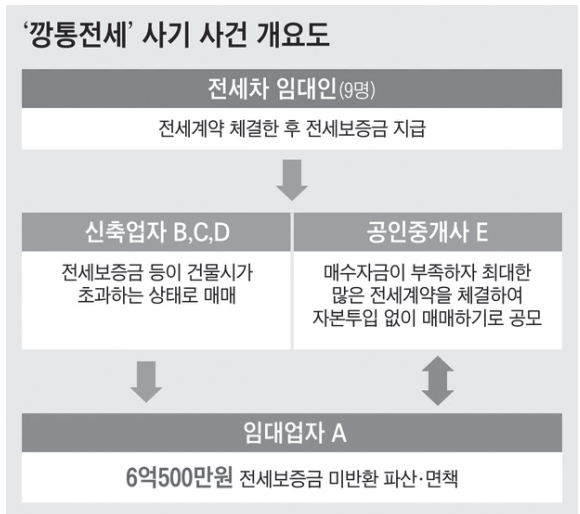 ‘깡통전세’ 사기 사건 개요도
전세차 임대인(9명)
전세계약 체결한 후 전세보증금 지급
신축업자 B,C,D
전세보증금 등이 건물시가
초과하는 상태로 매매
공인중개사 E
매수자금이 부족하자 최대한
많은 전세계약을 체결하여
자본투입 없이 매매하기로 공모
임대업자 A
6억500만원 전세보증금 미반환 파산·면책